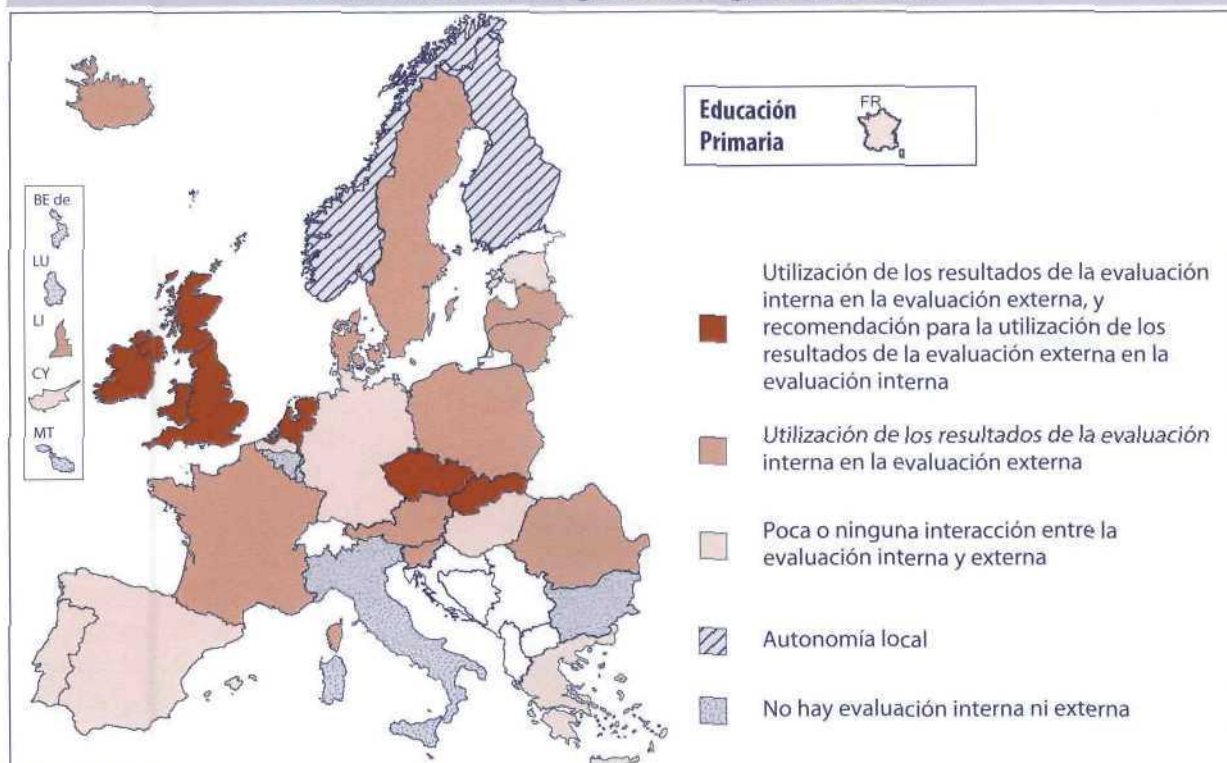 Educación
Primaria
FR
BE de
LU
LI
CY
MT
Utilización de los resultados de la evaluación
interna en la evaluación externa, y
recomendación para la utilización de los
resultados de la evaluación externa en la
evaluación interna
Utilización de los resultados de la evaluación
interna en la evaluación externa
Poca o ninguna interacción entre la
evaluación interna y externa
Autonomía local
No hay evaluación interna ni externa